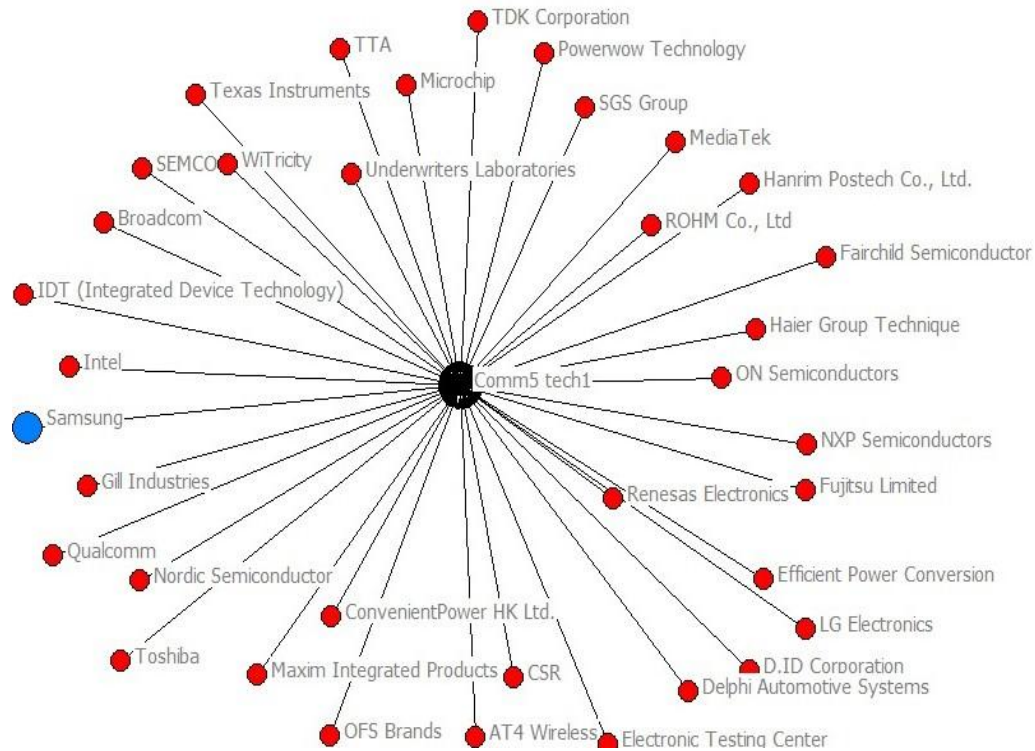 TDK Corporation
TTA
Powerwow Technology
Microchip
Texas Instruments
SGS Group
MediaTek
SEMCO
WiTricity
Underwriters Laboratories
Hanrim Postech Co., Ltd.
Broadcom
ROHM Co., Ltd
Fairchild Semiconductor
IDT (Integrated Device Technology)
Haier Group Technique
Intel
Comm5 tech1
ON Semiconductors
Samsung
NXP Semiconductors
Gill Industries
Renesas Electronics
Fujitsu Limited
Qualcomm
Nordic Semiconductor
Efficient Power Conversion
ConvenientPower HK Ltd.
LG Electronics
Toshiba
Maxim Integrated Products
CSR
D.ID Corporation
Delphi Automotive Systems
OFS Brands
AT4 Wireless
Electronic Testing Center